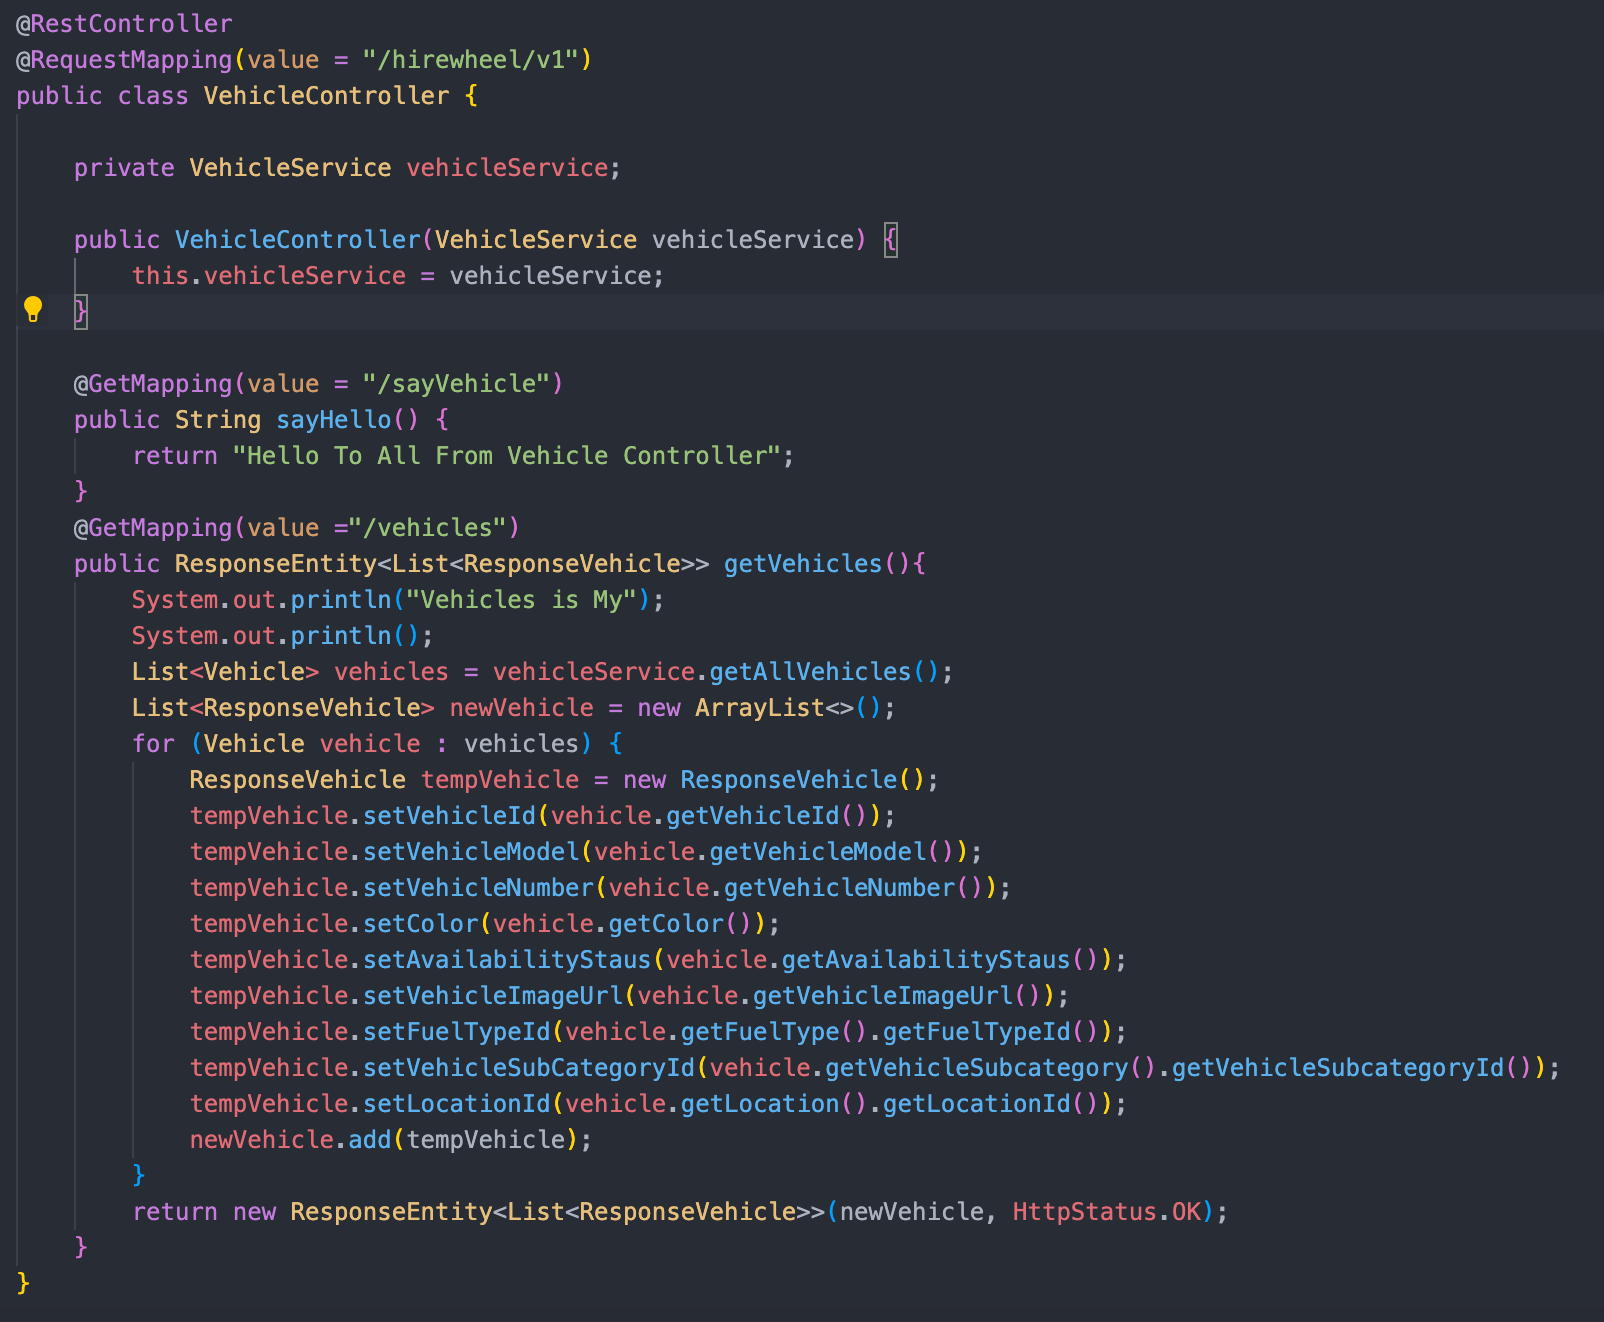 @RestController
@RequestMapping(value = "/hirewheel/v1")
public class VehicleController {
private VehicleService vehicleService;
public VehicleController(VehicleService vehicleService) {
this.vehicleService = vehicleService;
}
@GetMapping(value = "/sayVehicle")
public String sayHello() {
return "Hello To All From Vehicle Controller";
}
@GetMapping(value ="/vehicles")
public ResponseEntity<List<ResponseVehicle>> getVehicles(){
System.out.println("Vehicles is My");
System.out.println();
List<Vehicle> vehicles = vehicleService.getAllVehicles();
List<ResponseVehicle> newVehicle = new ArrayList<>();
for (Vehicle vehicle : vehicles) {
ResponseVehicle tempVehicle = new ResponseVehicle();
tempVehicle.setVehicleId(vehicle.getVehicleId());
tempVehicle.setVehicleModel(vehicle.getVehicleModel());
tempVehicle.setVehicleNumber(vehicle.getVehicleNumber());
tempVehicle.setColor(vehicle.getColor());
tempVehicle.setAvailabilityStaus(vehicle.getAvailabilityStaus());
tempVehicle.setVehicleImageUrl(vehicle.getVehicleImageUrl());
tempVehicle.setFuelTypeId(vehicle.getFuelType().getFuelTypeId());
tempVehicle.setVehicleSubCategoryId(vehicle.getVehicleSubcategory().getVehicleSubcategoryId());
tempVehicle.setLocationId(vehicle.getLocation().getLocationId());
newVehicle.add(tempVehicle);
}
return new ResponseEntity<List<ResponseVehicle>>(newVehicle, HttpStatus.OK);
}
}